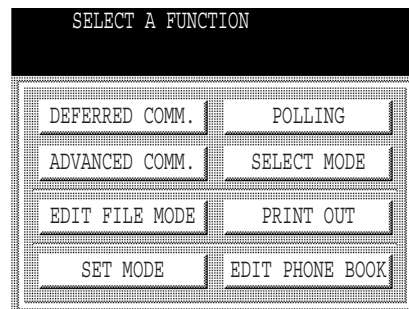 SELECT A FUNCTION
DEFERRED COMM. POLLING
ADVANCED COMM. SELECT MODE
EDIT FILE MODE PRINT OUT
SET MODE EDIT PHONE BOOK